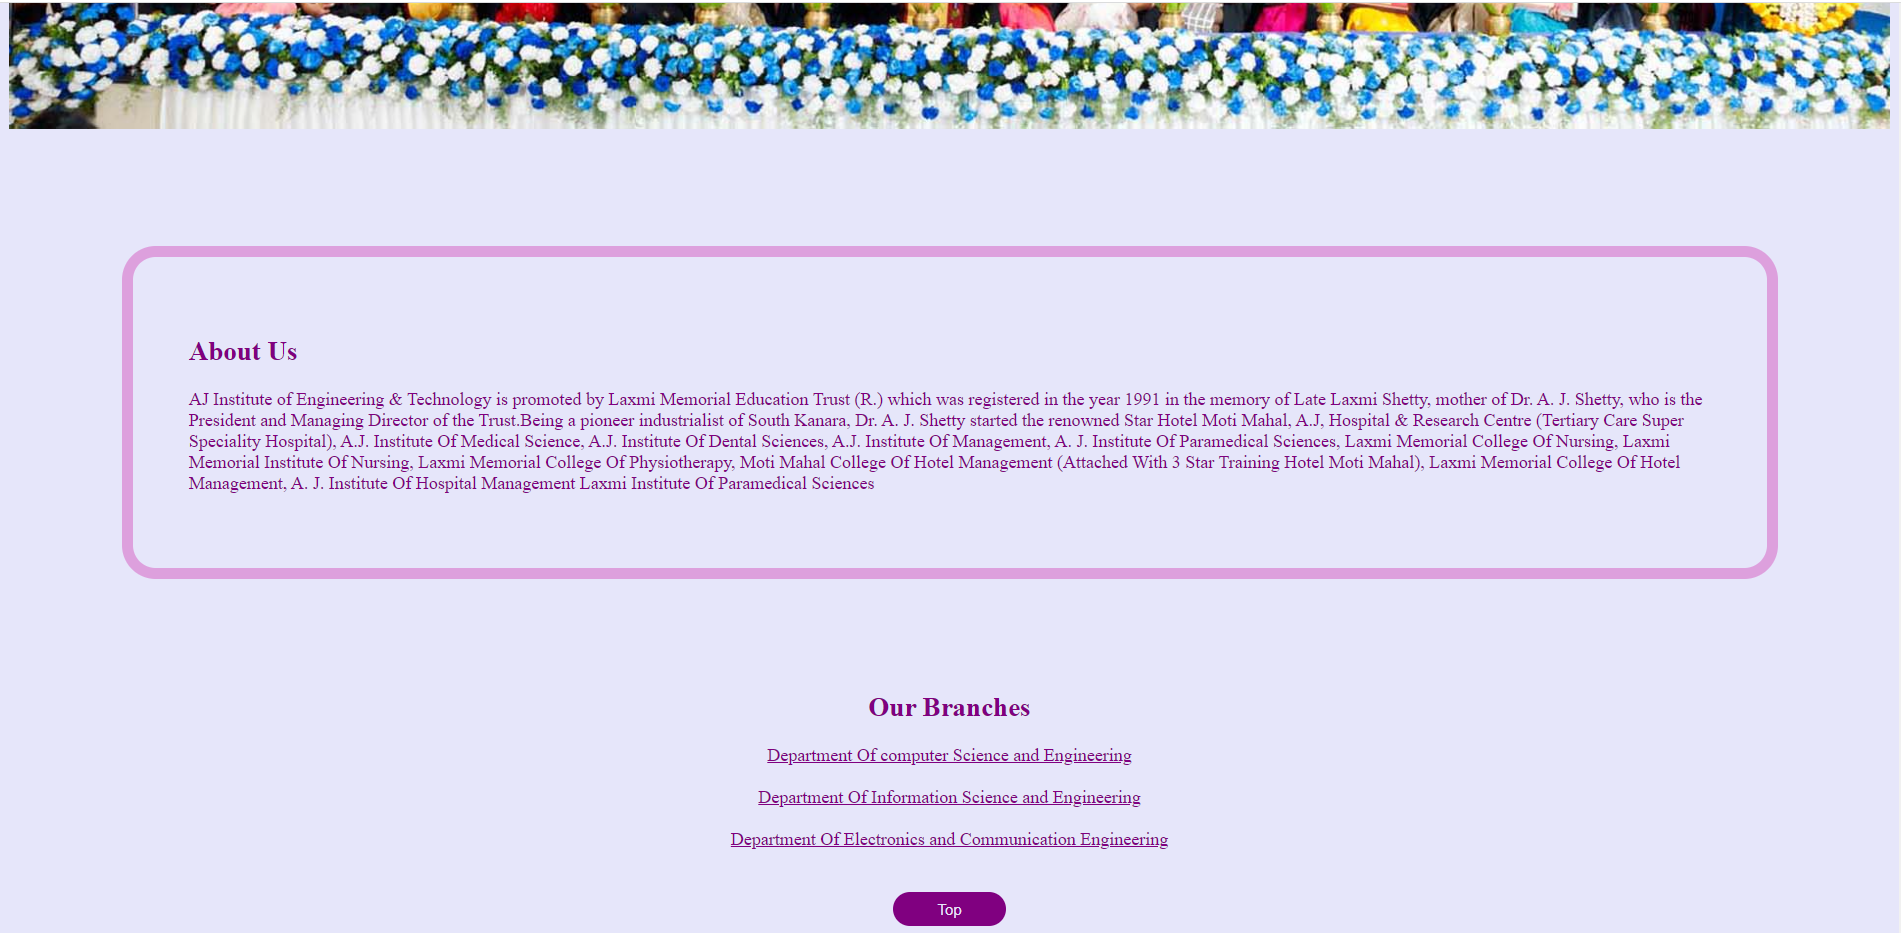 About Us
AJ Institute of Engineering & Technology is promoted by Laxmi Memorial Education Trust (R.) which was registered in the year 1991 in the memory of Late Laxmi Shetty, mother of Dr. A. J. Shetty, who is the
President and Managing Director of the Trust.Being a pioneer industrialist of South Kanara, Dr. A. J. Shetty started the renowned Star Hotel Moti Mahal, A.J, Hospital & Research Centre (Tertiary Care Super
Speciality Hospital), A.J. Institute Of Medical Science, A.J. Institute Of Dental Sciences, A.J. Institute Of Management, A. J. Institute Of Paramedical Sciences, Laxmi Memorial College Of Nursing, Laxmi
Memorial Institute Of Nursing, Laxmi Memorial College Of Physiotherapy, Moti Mahal College Of Hotel Management (Attached With 3 Star Training Hotel Moti Mahal), Laxmi Memorial College Of Hotel
Management, A. J. Institute Of Hospital Management Laxmi Institute Of Paramedical Sciences
Our Branches
Department Of computer Science and Engineering
Department Of Information Science and Engineering
Department Of Electronics and Communication Engineering
Top